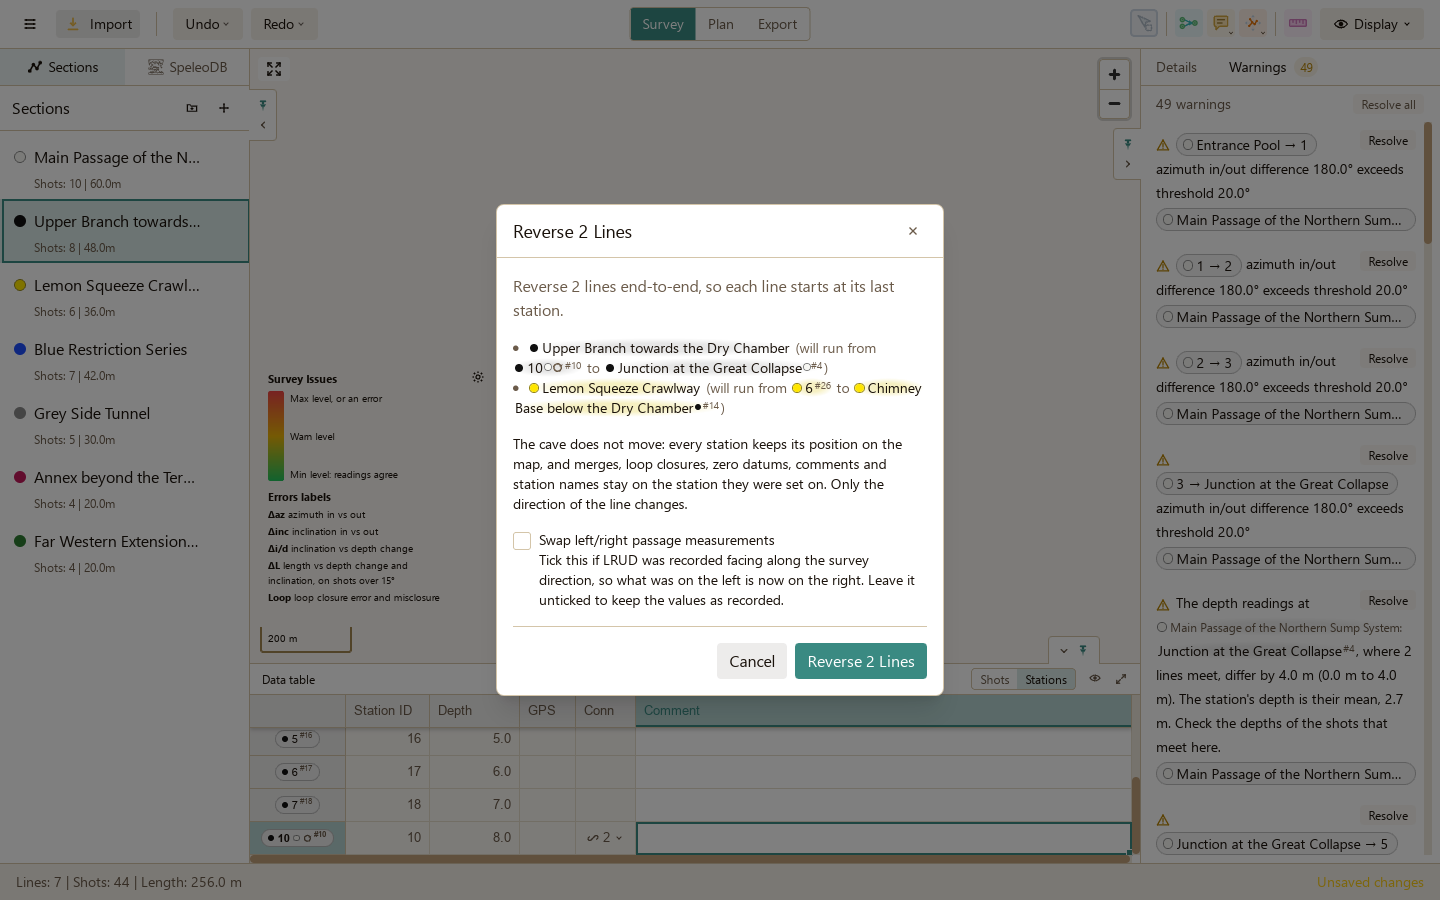 Import
Undo
Redo
Survey
Plan
Export
Display
Sections
SpeleoDB
Details
Warnings 49
Sections
49 warnings
Resolve all
Main Passage of the N...
Shots: 10 | 60.0m
Upper Branch towards...
Shots: 8 | 48.0m
Lemon Squeeze Crawl...
Shots: 6 | 36.0m
Blue Restriction Series
Shots: 7 | 42.0m
Grey Side Tunnel
Shots: 5 | 30.0m
Annex beyond the Ter...
Shots: 4 | 20.0m
Far Western Extension...
Shots: 4 | 20.0m
Survey Issues
Max level, or an error
Warn level
Min level: readings agree
Errors labels
Δaz azimuth in vs out
Δinc inclination in vs out
Δi/d inclination vs depth change
ΔL length vs depth change and
inclination, on shots over 15°
Loop loop closure error and misclosure
200 m
Reverse 2 Lines
Reverse 2 lines end-to-end, so each line starts at its last
station.
Upper Branch towards the Dry Chamber (will run from
10 #10 to Junction at the Great Collapse #4)
Lemon Squeeze Crawlway (will run from 6 #26 to Chimney
Base below the Dry Chamber #14)
The cave does not move: every station keeps its position on the
map, and merges, loop closures, zero datums, comments and
station names stay on the station they were set on. Only the
direction of the line changes.
Swap left/right passage measurements
Tick this if LRUD was recorded facing along the survey
direction, so what was on the left is now on the right. Leave it
unticked to keep the values as recorded.
Cancel
Reverse 2 Lines
Data table
Shots
Stations
Station ID Depth GPS Conn Comment
5 #16 16 5.0
6 #17 17 6.0
7 #18 18 7.0
10 #10 10 8.0 2
Entrance Pool → 1
Resolve
azimuth in/out difference 180.0° exceeds
threshold 20.0°
Main Passage of the Northern Sum...
1 → 2 azimuth in/out
Resolve
difference 180.0° exceeds threshold 20.0°
Main Passage of the Northern Sum...
2 → 3 azimuth in/out
Resolve
difference 180.0° exceeds threshold 20.0°
Main Passage of the Northern Sum...
Resolve
3 → Junction at the Great Collapse
azimuth in/out difference 180.0° exceeds
threshold 20.0°
Main Passage of the Northern Sum...
The depth readings at
Resolve
Main Passage of the Northern Sump System:
Junction at the Great Collapse #4, where 2
lines meet, differ by 4.0 m (0.0 m to 4.0
m). The station's depth is their mean, 2.7
m. Check the depths of the shots that
meet here.
Main Passage of the Northern Sum...
Resolve
Junction at the Great Collapse → 5
Lines: 7 | Shots: 44 | Length: 256.0 m
Unsaved changes